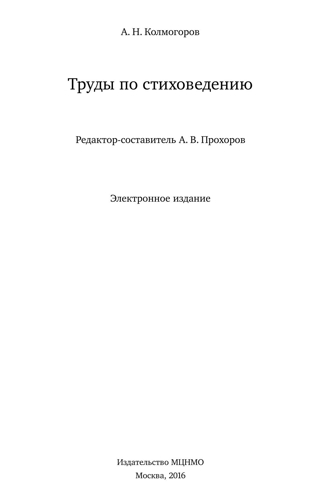 А. Н. Колмогоров
Труды по стиховедению
Редактор-составитель А. В. Прохоров
Электронное издание
Издательство МЦНМО
Москва, 2016